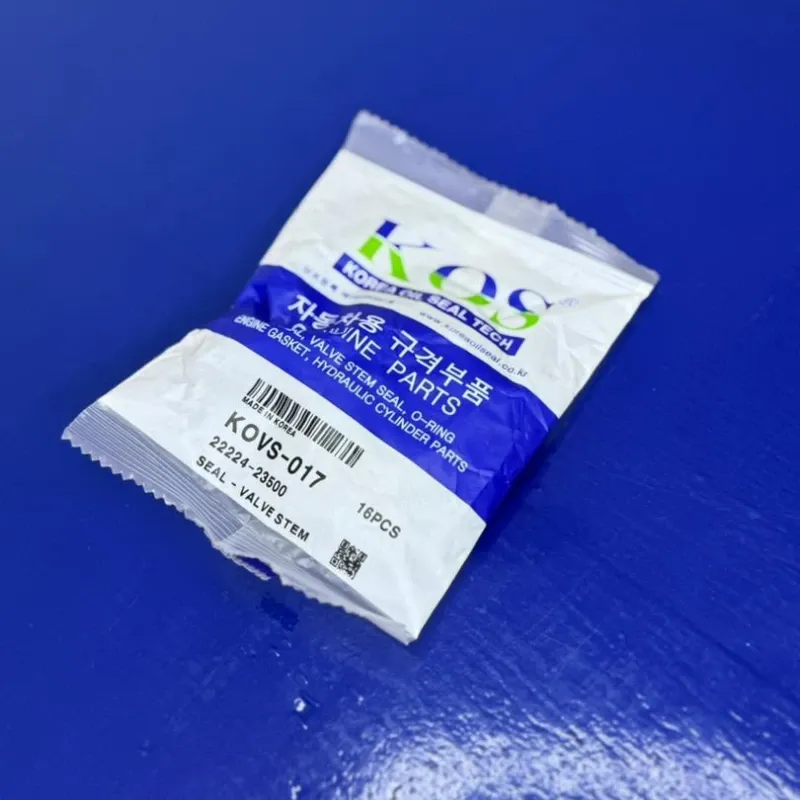 KOS®
KOREA OIL SEAL TECH
www.koreaoilseal.co.kr
자동차용 규격부품
ENGINE PARTS
VALVE STEM SEAL, O-RING
ENGINE GASKET, HYDRAULIC CYLINDER PARTS
MADE IN KOREA
KOVS-017
22224-23500
16PCS
SEAL - VALVE STEM